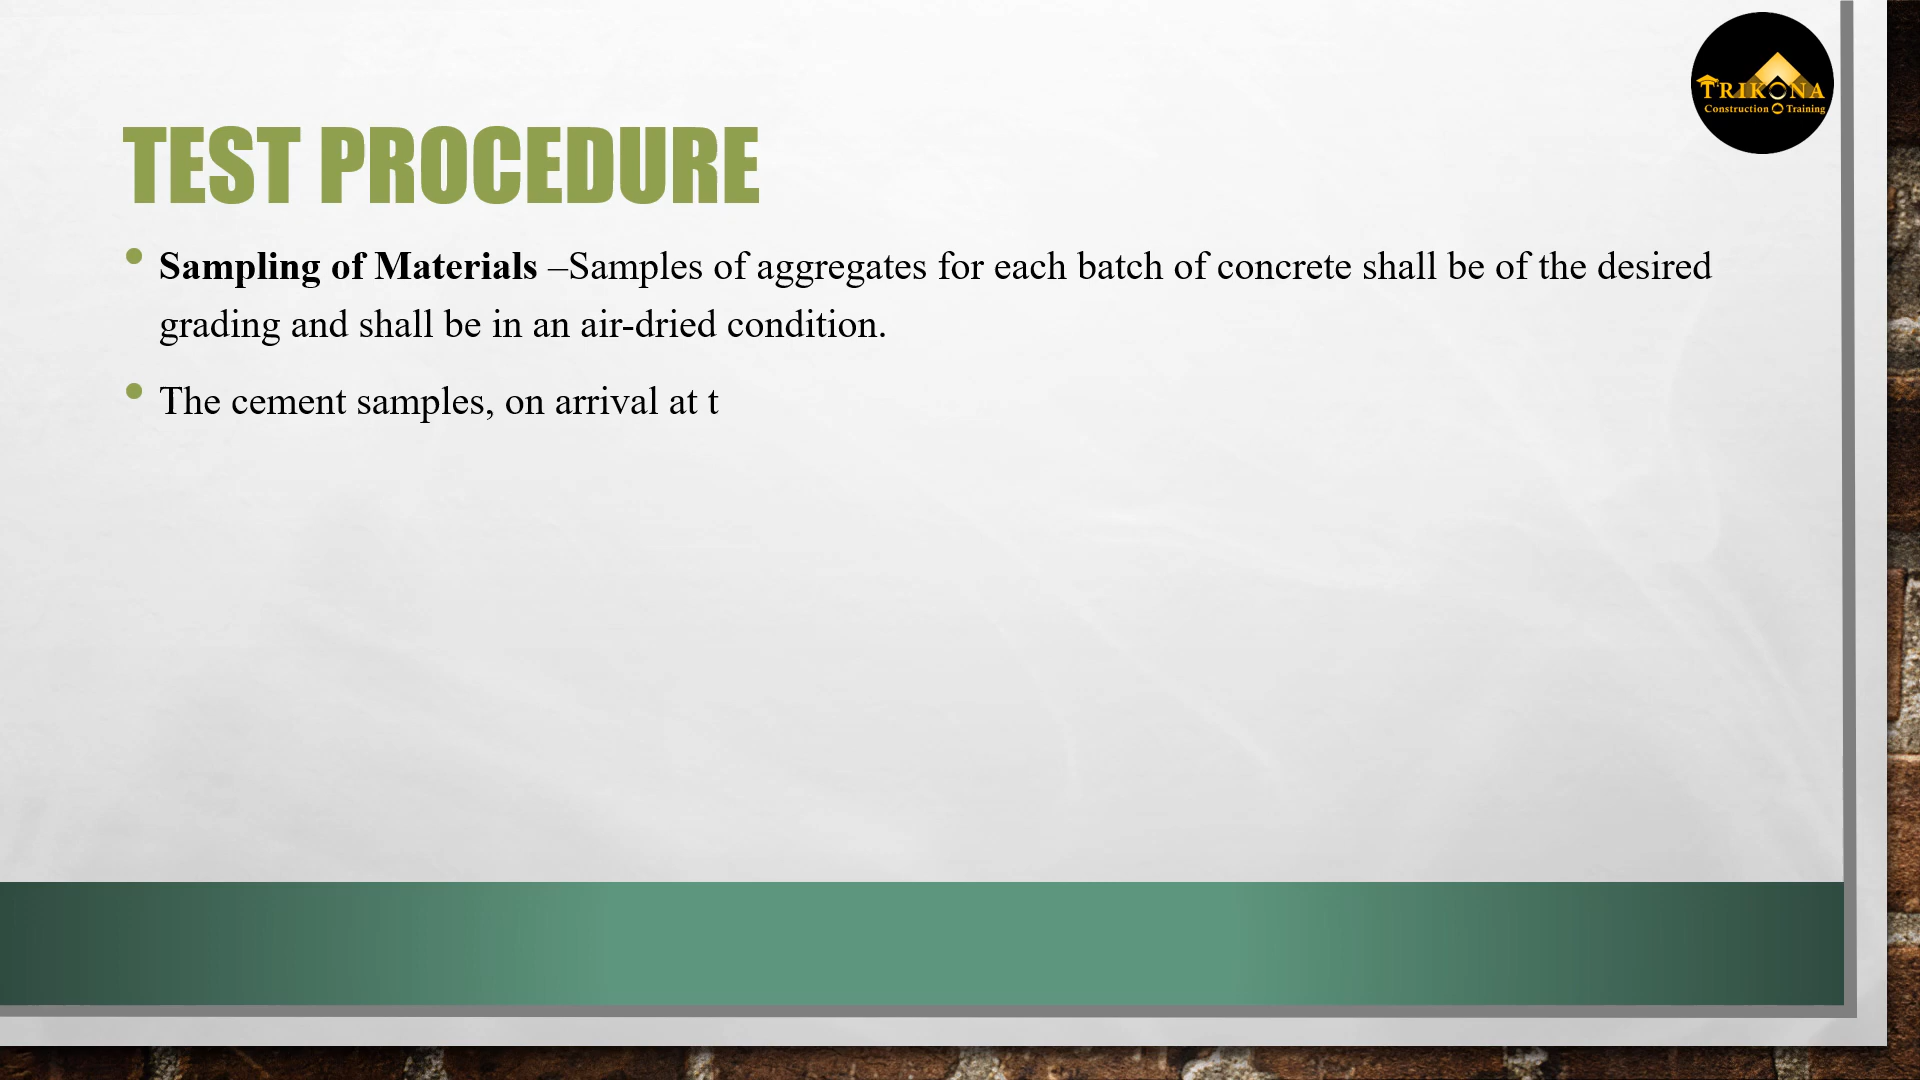 TRIKONA
Construction Training
TEST PROCEDURE
• Sampling of Materials –Samples of aggregates for each batch of concrete shall be of the desired
grading and shall be in an air-dried condition.
• The cement samples, on arrival at t